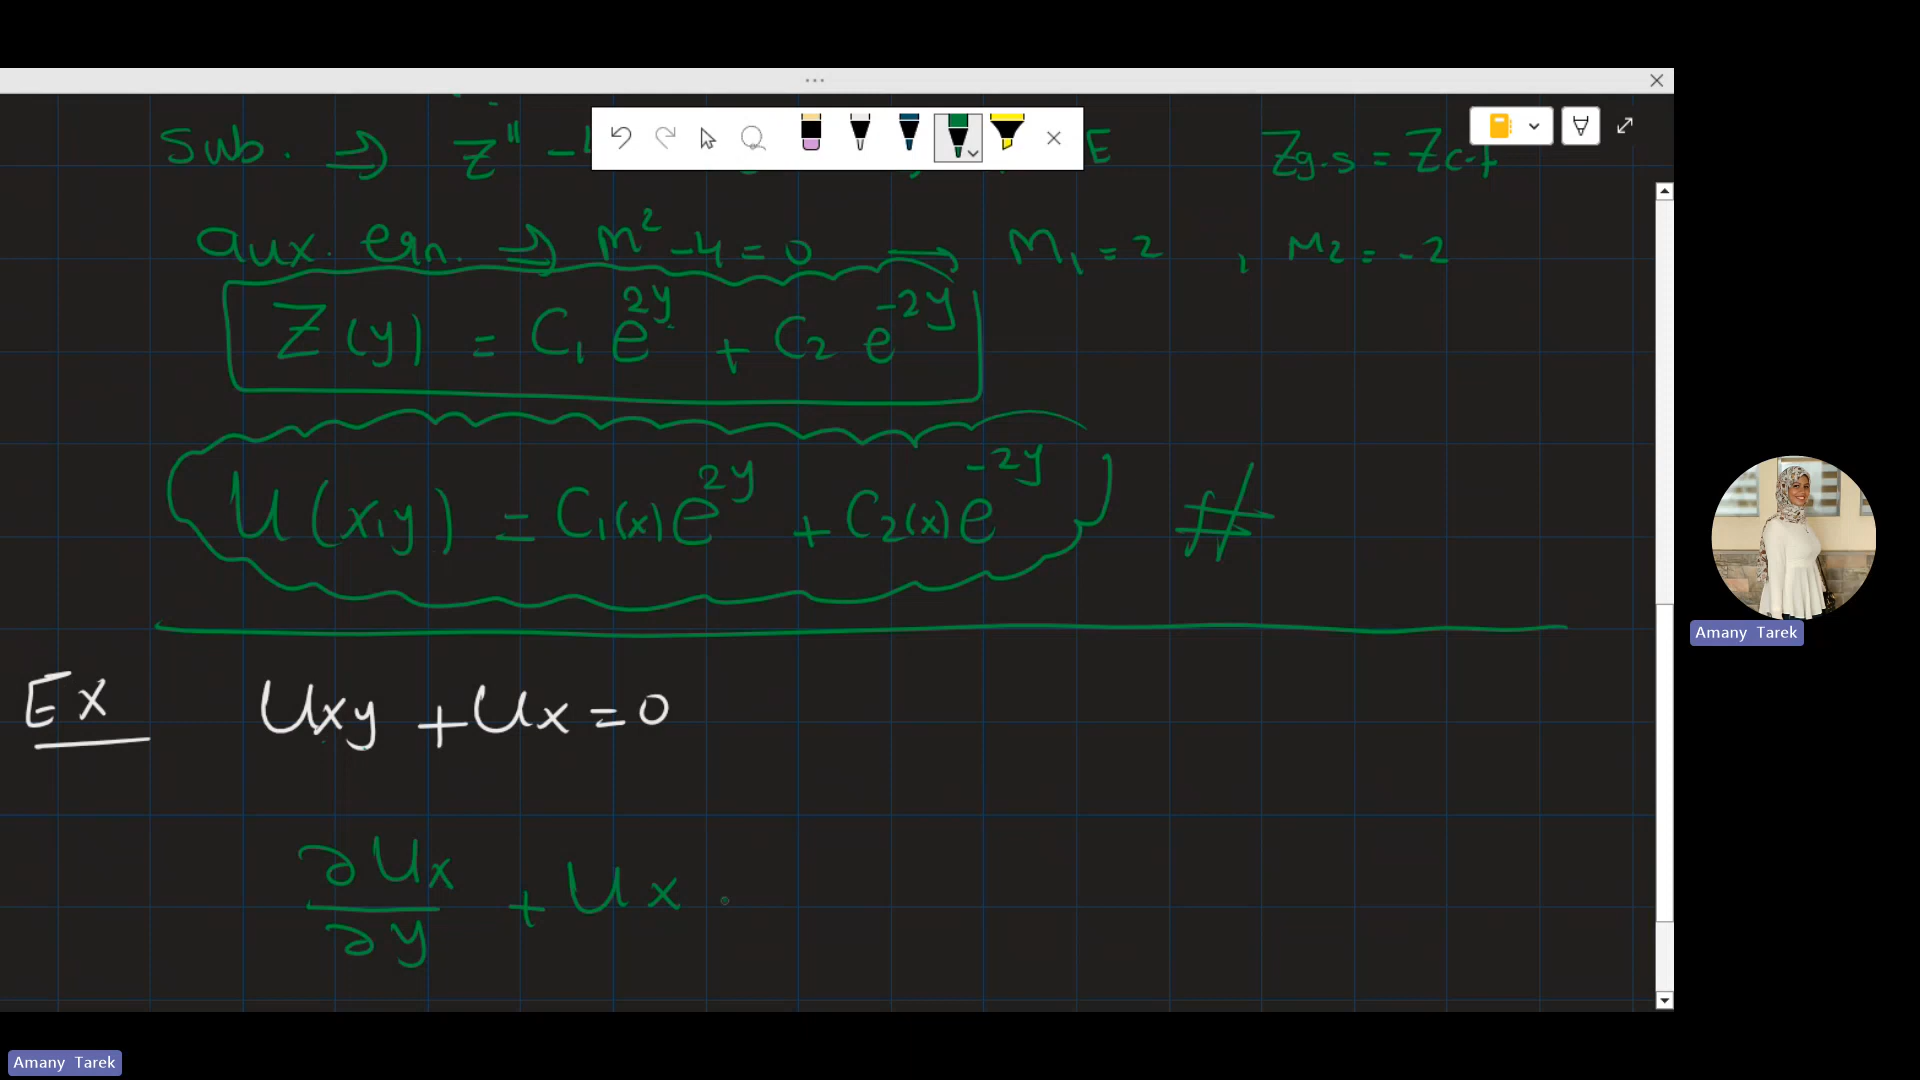 Sub. ⇒ Z'' -
E
Zg.s = Zc.f
aux. eqn. ⇒ m² - 4 = 0 → M₁ = 2 , M₂ = -2
Z(y) = C₁ e^{2y} + C₂ e^{-2y}
U(x,y) = C₁(x) e^{2y} + C₂(x) e^{-2y} #
Ex Uxy + Ux = 0
∂Ux/∂y + Ux
Amany Tarek
Amany Tarek